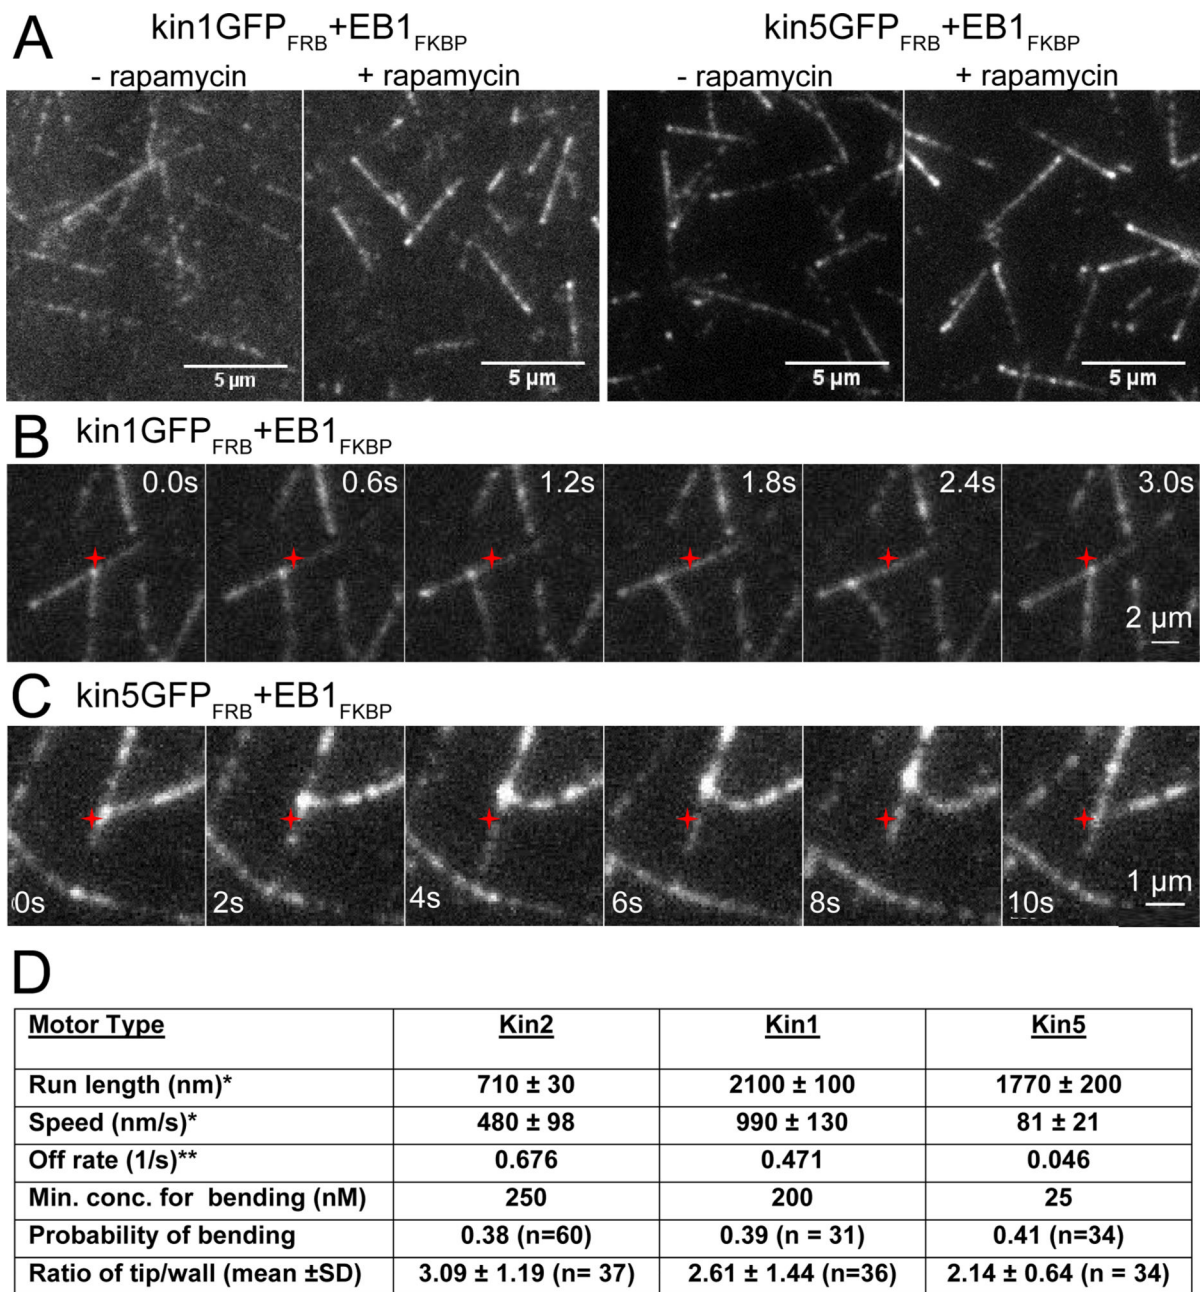 A
kin1GFPFRB+EB1FKBP
kin5GFPFRB+EB1FKBP
- rapamycin
+ rapamycin
- rapamycin
+ rapamycin
5 µm
5 µm
5 µm
5 µm
B kin1GFPFRB+EB1FKBP
0.0s
0.6s
1.2s
1.8s
2.4s
3.0s
2 µm
C kin5GFPFRB+EB1FKBP
0s
2s
4s
6s
8s
10s
1 µm
D
Motor Type Kin2 Kin1 Kin5
Run length (nm)* 710 ± 30 2100 ± 100 1770 ± 200
Speed (nm/s)* 480 ± 98 990 ± 130 81 ± 21
Off rate (1/s)** 0.676 0.471 0.046
Min. conc. for bending (nM) 250 200 25
Probability of bending 0.38 (n=60) 0.39 (n = 31) 0.41 (n=34)
Ratio of tip/wall (mean ±SD) 3.09 ± 1.19 (n= 37) 2.61 ± 1.44 (n=36) 2.14 ± 0.64 (n = 34)